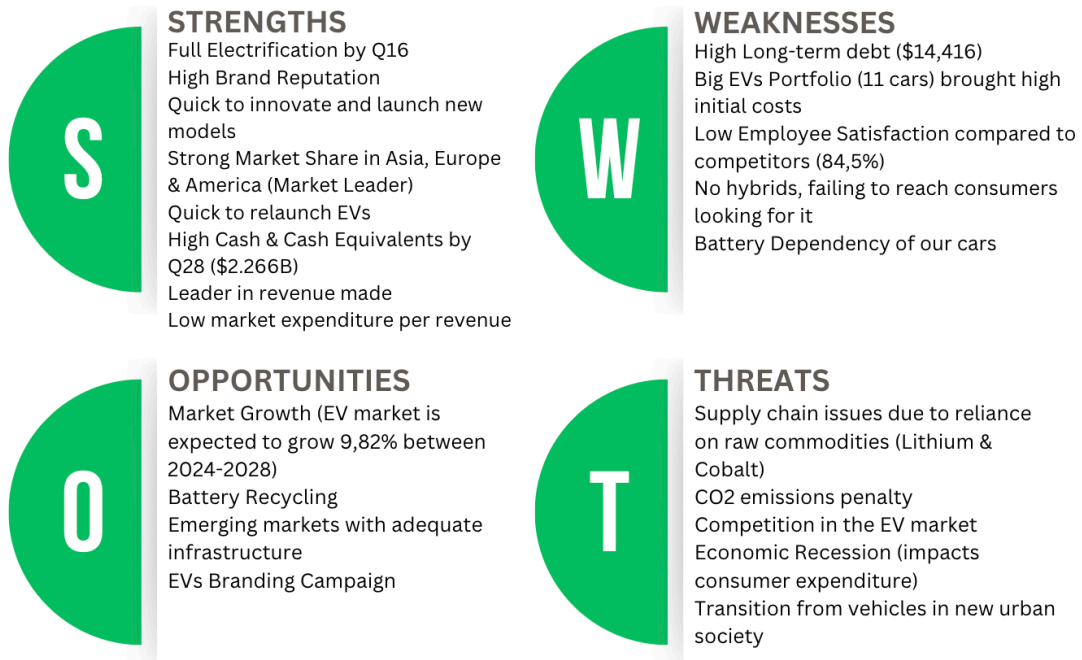 S
STRENGTHS
Full Electrification by Q16
High Brand Reputation
Quick to innovate and launch new
models
Strong Market Share in Asia, Europe
& America (Market Leader)
Quick to relaunch EVs
High Cash & Cash Equivalents by
Q28 ($2.266B)
Leader in revenue made
Low market expenditure per revenue
W
WEAKNESSES
High Long-term debt ($14,416)
Big EVs Portfolio (11 cars) brought high
initial costs
Low Employee Satisfaction compared to
competitors (84,5%)
No hybrids, failing to reach consumers
looking for it
Battery Dependency of our cars
O
OPPORTUNITIES
Market Growth (EV market is
expected to grow 9,82% between
2024-2028)
Battery Recycling
Emerging markets with adequate
infrastructure
EVs Branding Campaign
T
THREATS
Supply chain issues due to reliance
on raw commodities (Lithium &
Cobalt)
CO2 emissions penalty
Competition in the EV market
Economic Recession (impacts
consumer expenditure)
Transition from vehicles in new urban
society